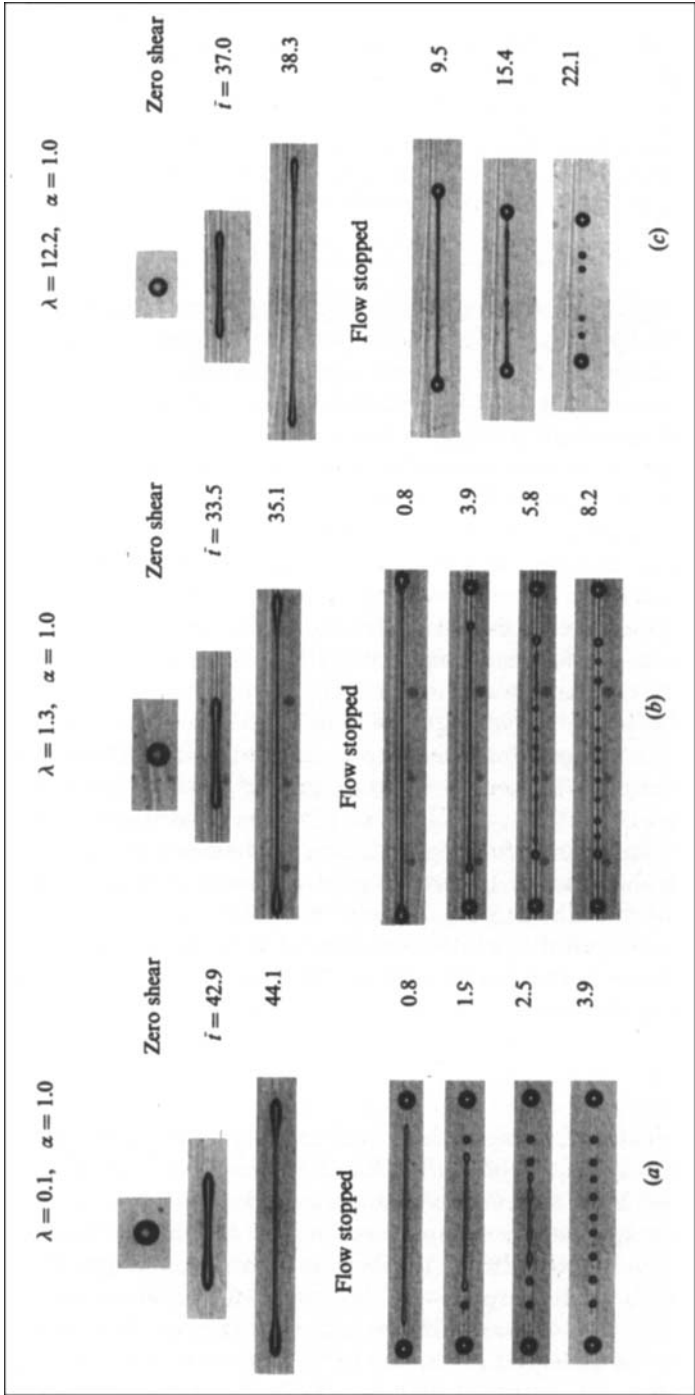 λ = 0.1, α = 1.0
Zero shear
t̄ = 42.9
44.1
Flow stopped
0.8
1.9
2.5
3.9
(a)
λ = 1.3, α = 1.0
Zero shear
t̄ = 33.5
35.1
Flow stopped
0.8
3.9
5.8
8.2
(b)
λ = 12.2, α = 1.0
Zero shear
t̄ = 37.0
38.3
Flow stopped
9.5
15.4
22.1
(c)